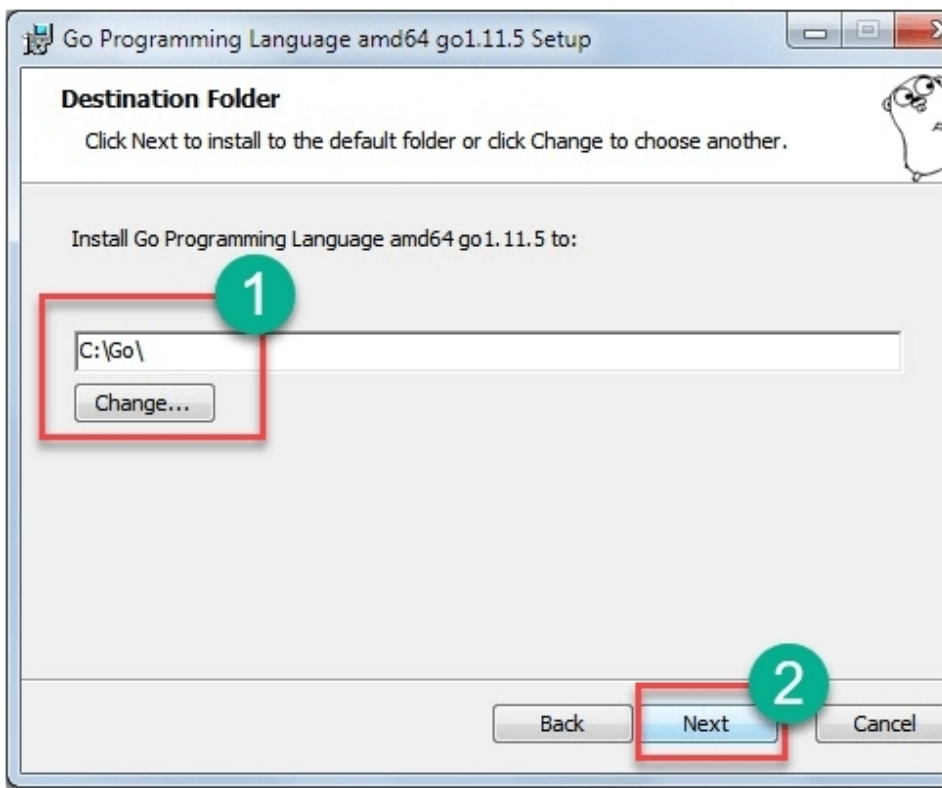 Go Programming Language amd64 go1.11.5 Setup
Destination Folder
Click Next to install to the default folder or click Change to choose another.
Install Go Programming Language amd64 go1.11.5 to:
1
C:\Go\
Change...
2
Back Next Cancel